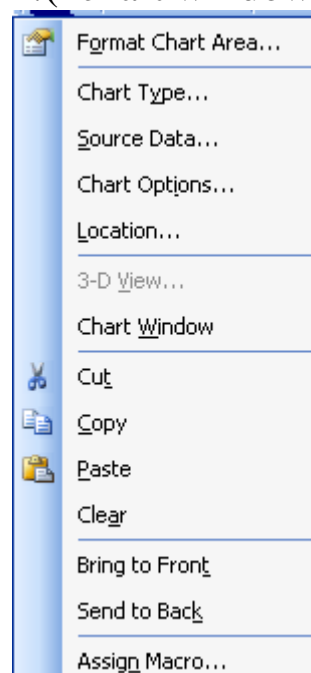 Format Chart Area...
Chart Type...
Source Data...
Chart Options...
Location...
3-D View...
Chart Window
Cut
Copy
Paste
Clear
Bring to Front
Send to Back
Assign Macro...